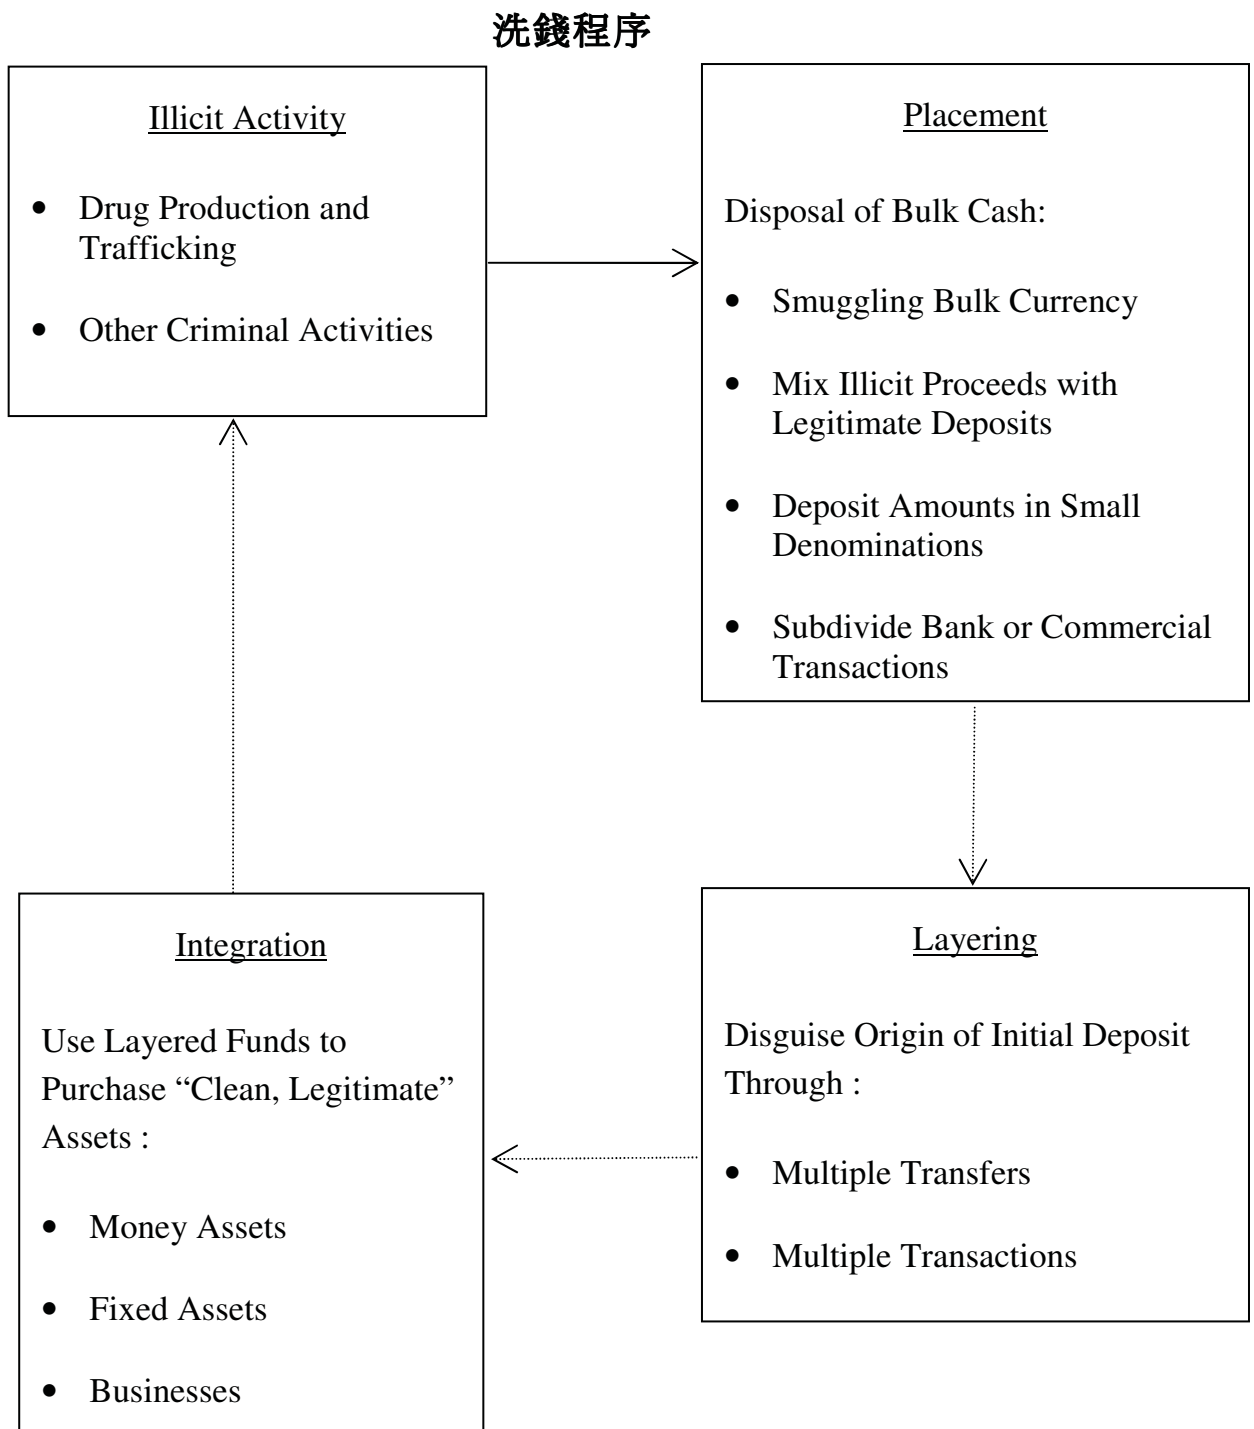 洗錢程序
Illicit Activity
• Drug Production and
Trafficking
• Other Criminal Activities
Placement
Disposal of Bulk Cash:
• Smuggling Bulk Currency
• Mix Illicit Proceeds with
Legitimate Deposits
• Deposit Amounts in Small
Denominations
• Subdivide Bank or Commercial
Transactions
Layering
Disguise Origin of Initial Deposit
Through :
• Multiple Transfers
• Multiple Transactions
Integration
Use Layered Funds to
Purchase “Clean, Legitimate”
Assets :
• Money Assets
• Fixed Assets
• Businesses